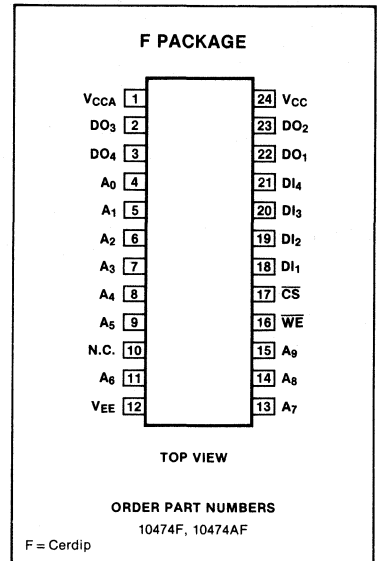 F PACKAGE
VCCA 1 24 VCC
DO3 2 23 DO2
DO4 3 22 DO1
A0 4 21 DI4
A1 5 20 DI3
A2 6 19 DI2
A3 7 18 DI1
A4 8 17 C̅S̅
A5 9 16 W̅E̅
N.C. 10 15 A9
A6 11 14 A8
VEE 12 13 A7
TOP VIEW
ORDER PART NUMBERS
10474F, 10474AF
F = Cerdip